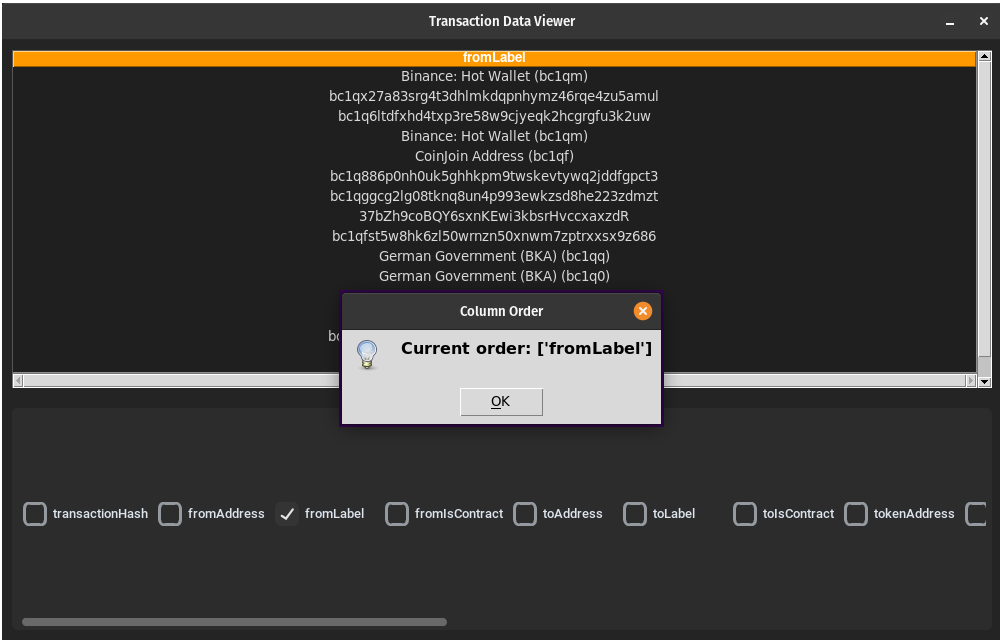 Transaction Data Viewer
fromLabel
Binance: Hot Wallet (bc1qm)
bc1qx27a83srg4t3dhlmkdqpnhymz46rqe4zu5amul
bc1q6ltdfxhd4txp3re58w9cjyeqk2hcgrgfu3k2uw
Binance: Hot Wallet (bc1qm)
CoinJoin Address (bc1qf)
bc1q886p0nh0uk5ghhkpm9twskevtywq2jddfgpct3
bc1qggcg2lg08tknq8un4p993ewkzsd8he223zdmzt
37bZh9coBQY6sxnKEwi3kbsrHvccxaxzdR
bc1qfst5w8hk6zl50wrnzn50xnwm7zptrxxsx9z686
German Government (BKA) (bc1qq)
German Government (BKA) (bc1q0)
Column Order
Current order: ['fromLabel']
OK
transactionHash fromAddress fromLabel fromIsContract toAddress toLabel toIsContract tokenAddress